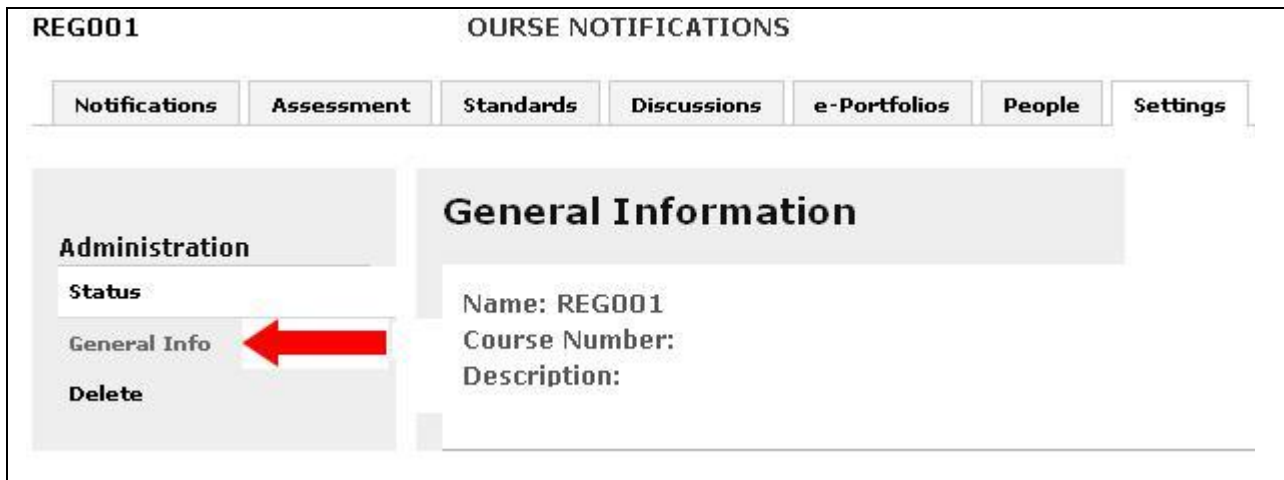 REG001 OURSE NOTIFICATIONS
Notifications Assessment Standards Discussions e-Portfolios People Settings
Administration
Status
General Info
Delete
General Information
Name: REG001
Course Number:
Description: